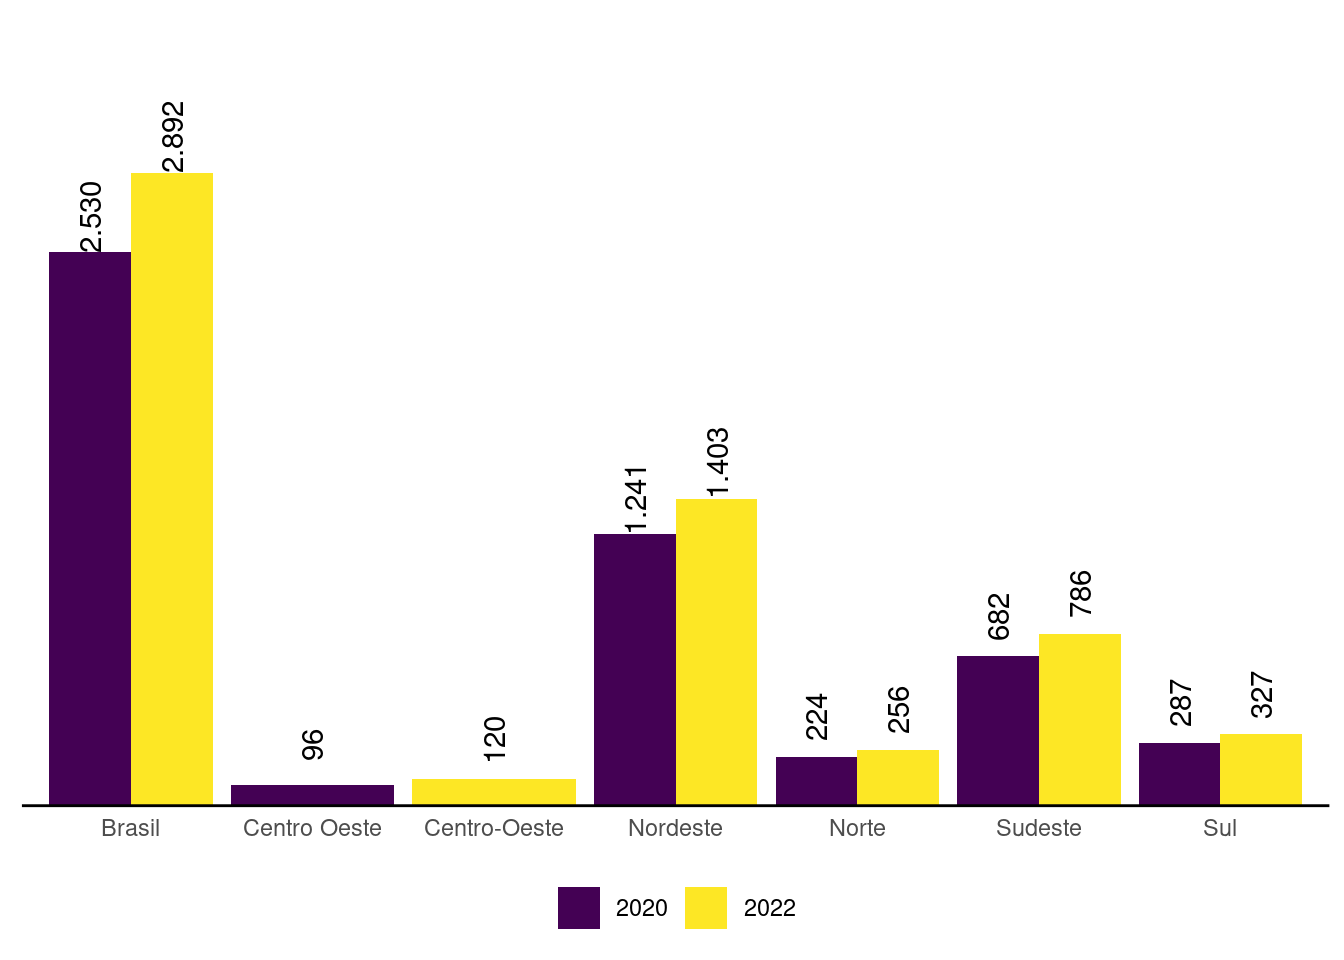 2.530
2.892
96
120
1.241
1.403
224
256
682
786
287
327
Brasil
Centro Oeste
Centro-Oeste
Nordeste
Norte
Sudeste
Sul
2020
2022